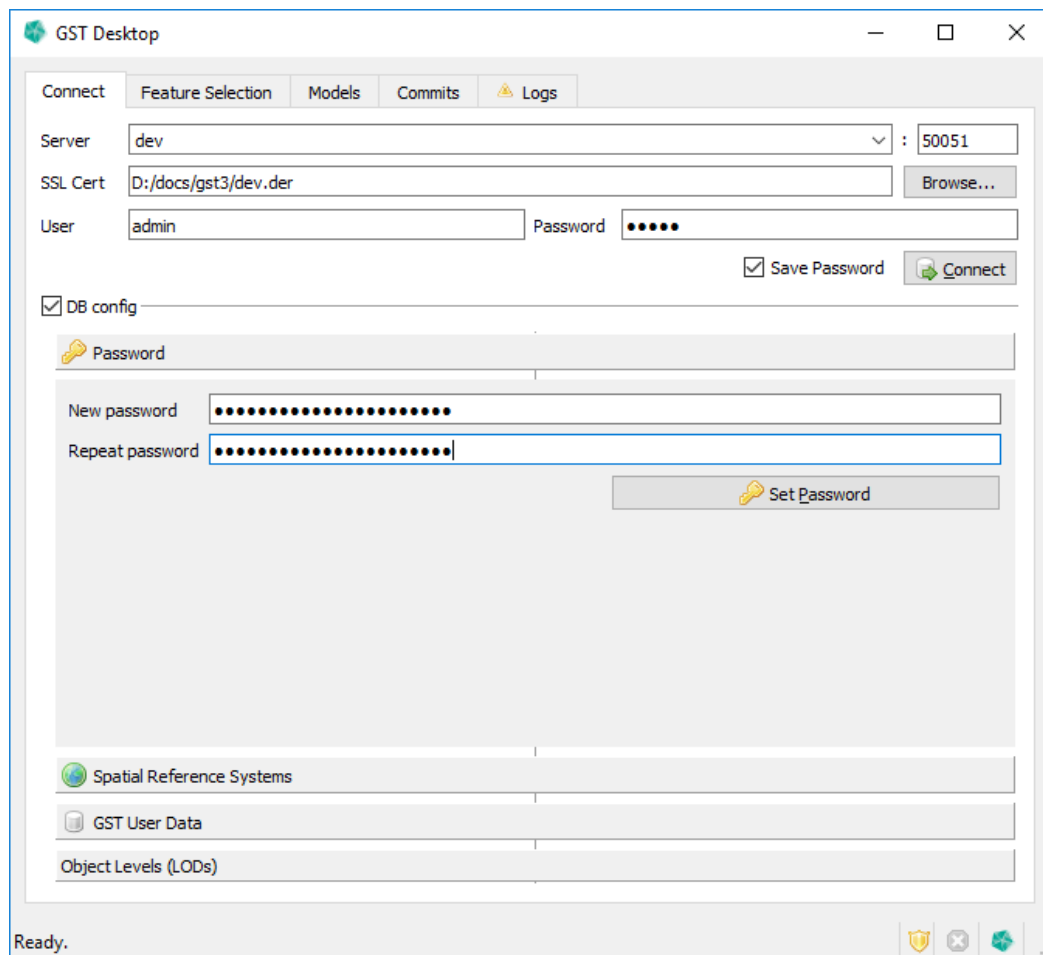 GST Desktop
Connect Feature Selection Models Commits Logs
Server dev : 50051
SSL Cert D:/docs/gst3/dev.der Browse...
User admin Password •••••
Save Password Connect
DB config
Password
New password ••••••••••••••••••••••
Repeat password ••••••••••••••••••••••
Set Password
Spatial Reference Systems
GST User Data
Object Levels (LODs)
Ready.